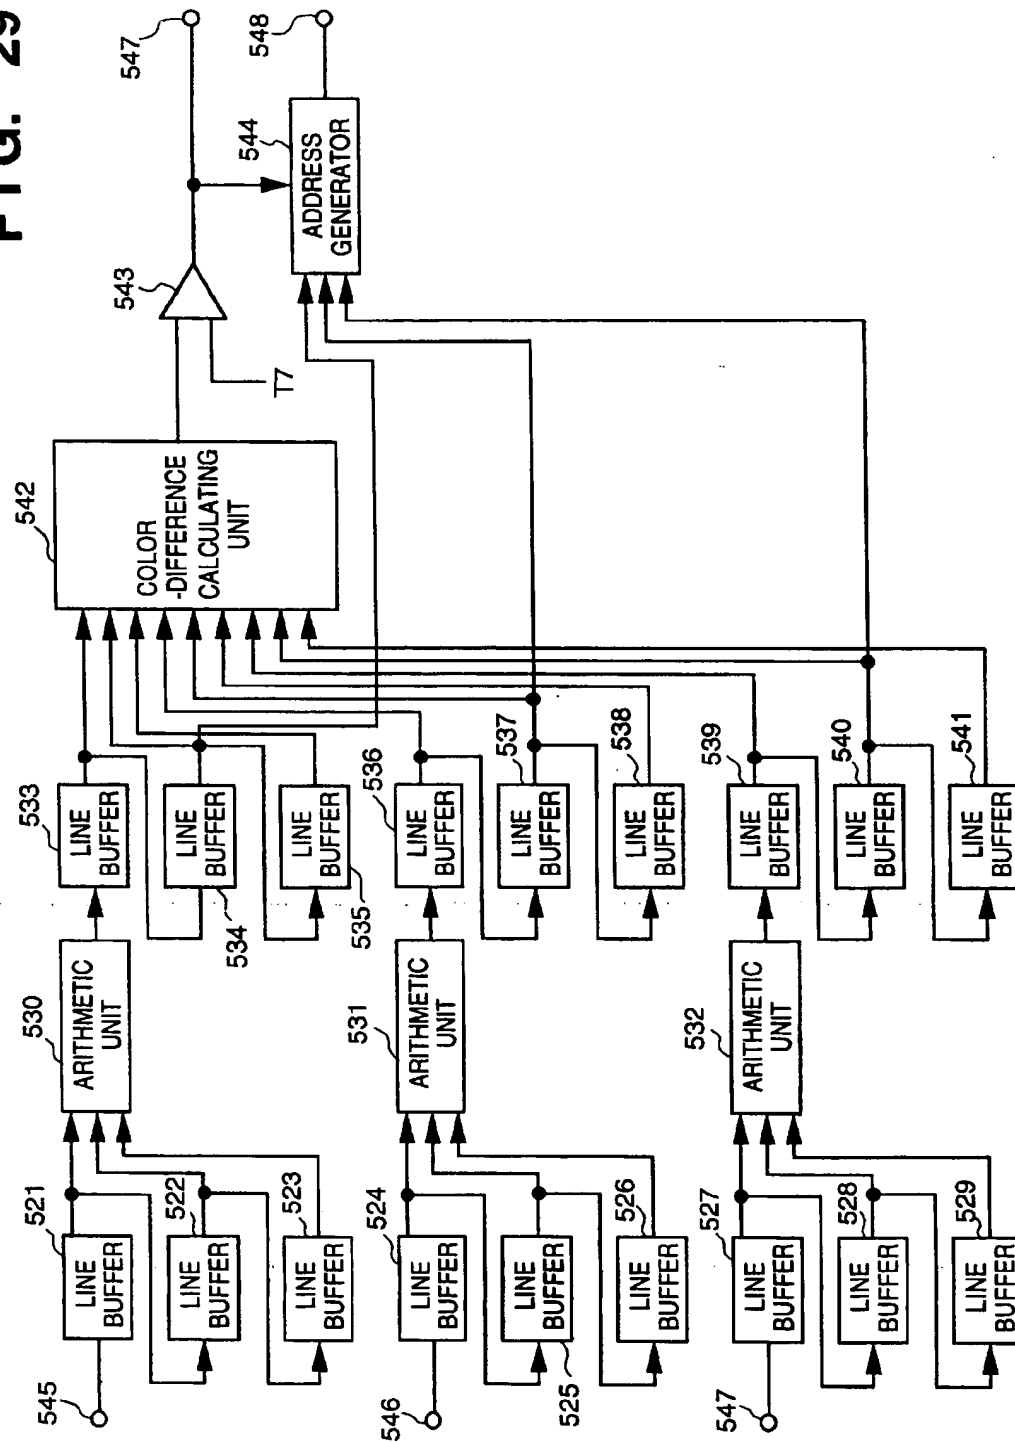 FIG. 29
545
521
LINE
BUFFER
522
LINE
BUFFER
523
LINE
BUFFER
530
ARITHMETIC
UNIT
533
LINE
BUFFER
534
LINE
BUFFER
535
LINE
BUFFER
546
524
LINE
BUFFER
525
LINE
BUFFER
526
LINE
BUFFER
531
ARITHMETIC
UNIT
536
LINE
BUFFER
537
LINE
BUFFER
538
LINE
BUFFER
547
527
LINE
BUFFER
528
LINE
BUFFER
529
LINE
BUFFER
532
ARITHMETIC
UNIT
539
LINE
BUFFER
540
LINE
BUFFER
541
LINE
BUFFER
542
COLOR
-DIFFERENCE
CALCULATING
UNIT
T7
543
547
544
ADDRESS
GENERATOR
548